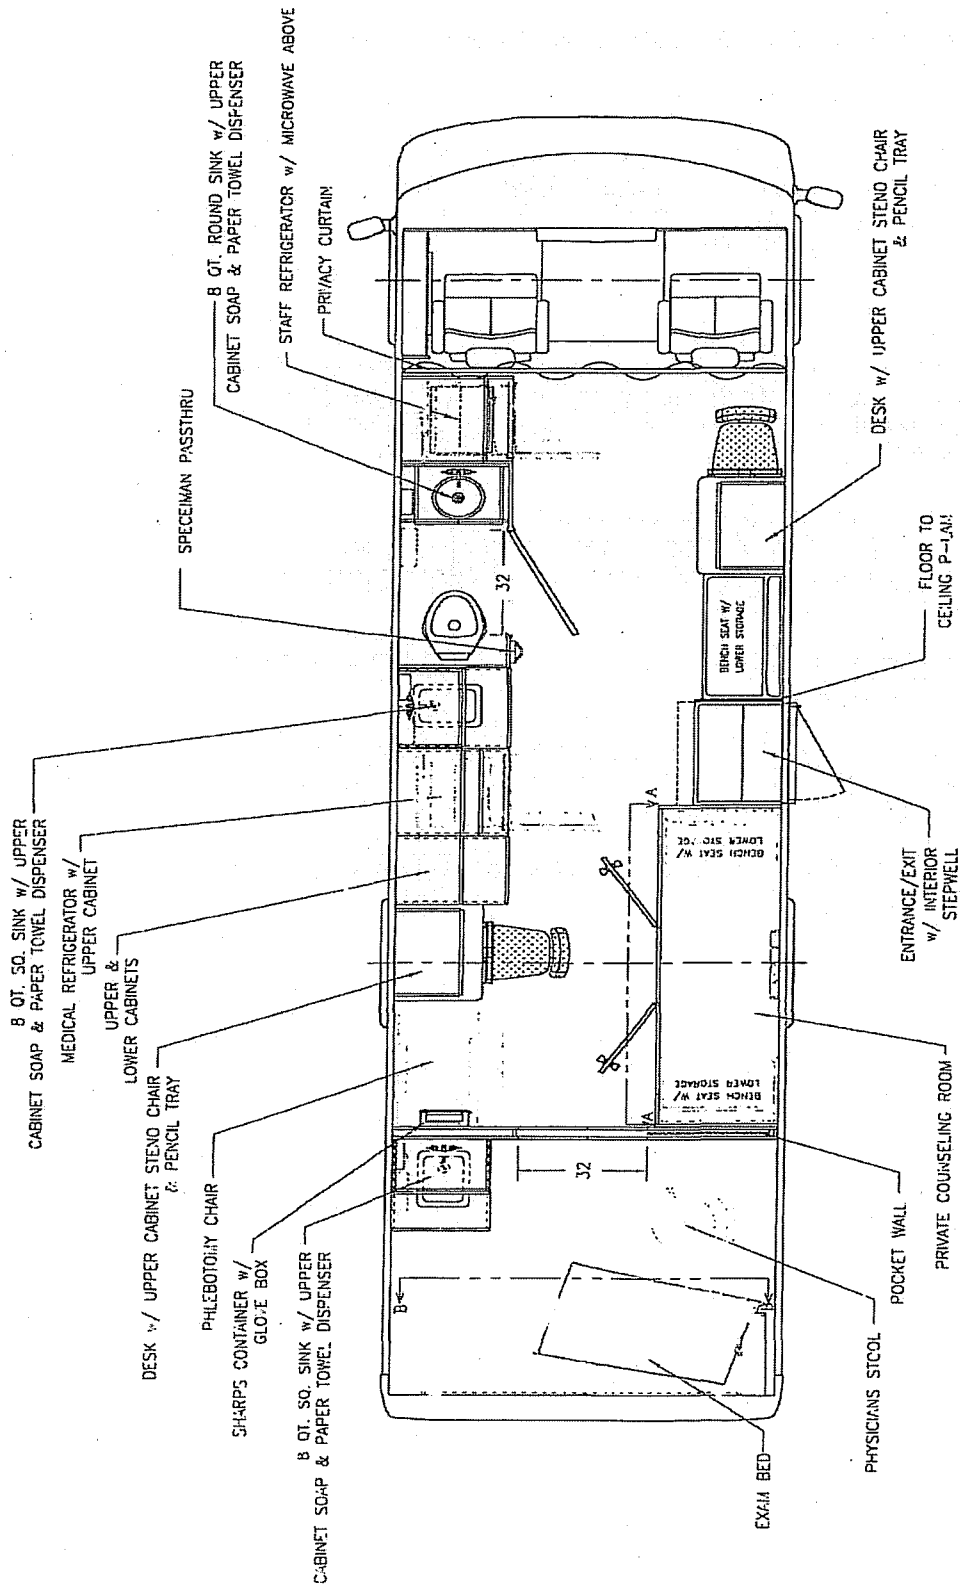 8 QT. SQ. SINK w/ UPPER
CABINET SOAP & PAPER TOWEL DISPENSER
MEDICAL REFRIGERATOR w/
UPPER CABINET
UPPER &
LOWER CABINETS
DESK w/ UPPER CABINET STENO CHAIR
& PENCIL TRAY
PHLEBOTOMY CHAIR
SHARPS CONTAINER w/
GLOVE BOX
8 QT. SQ. SINK w/ UPPER
CABINET SOAP & PAPER TOWEL DISPENSER
SPECEIMAN PASSTHRU
8 QT. ROUND SINK w/ UPPER
CABINET SOAP & PAPER TOWEL DISPENSER
STAFF REFRIGERATOR w/ MICROWAVE ABOVE
PRIVACY CURTAIN
32
32
BENCH SEAT W/
LOWER STORAGE
BENCH SEAT W/
LOWER STORAGE
BENCH SEAT W/
LOWER STORAGE
A
A
B
B
EXAM BED
PHYSICIANS STOOL
POCKET WALL
PRIVATE COUNSELING ROOM
ENTRANCE/EXIT
w/ INTERIOR
STEPWELL
FLOOR TO
CEILING P-LAM
DESK w/ UPPER CABINET STENO CHAIR
& PENCIL TRAY